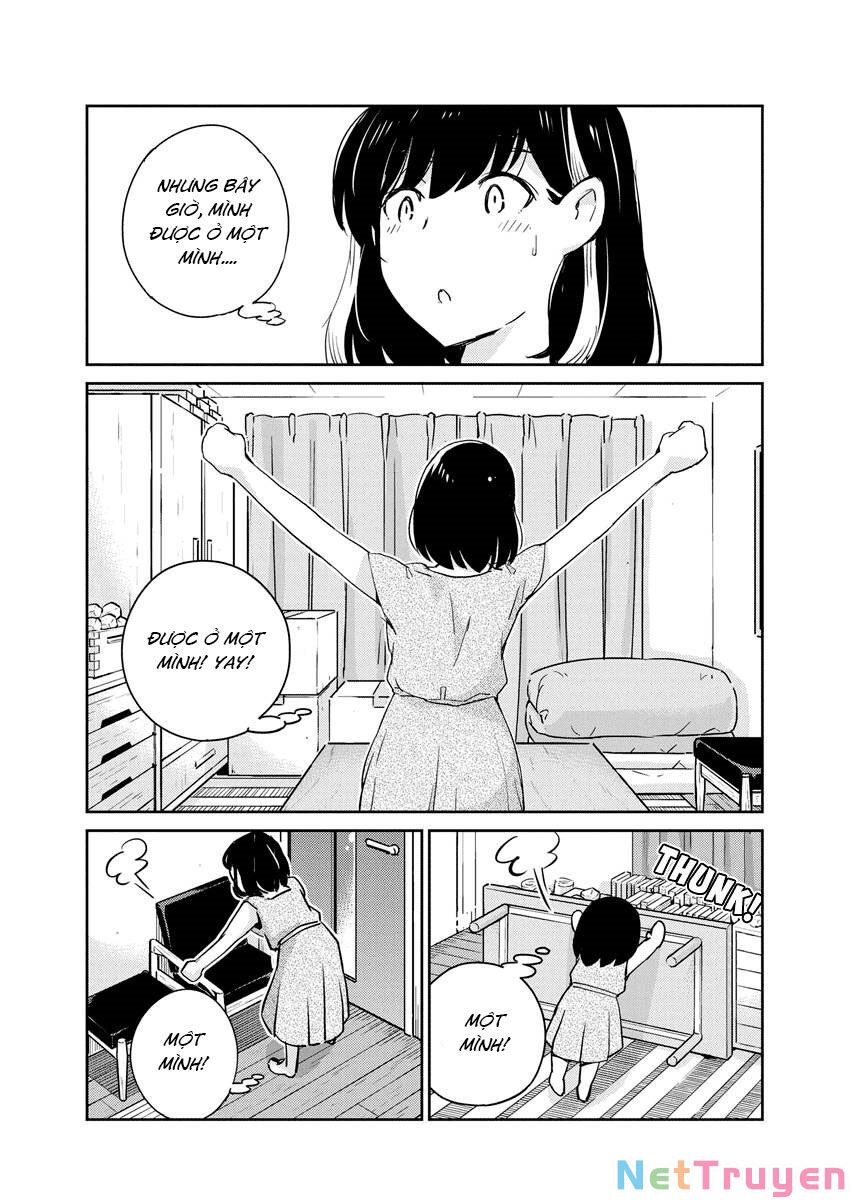 NHƯNG BÂY
GIỜ, MÌNH
ĐƯỢC Ở MỘT
MÌNH....
ĐƯỢC Ở MỘT
MÌNH! YAY!
MỘT
MÌNH!
THUNK!
MỘT
MÌNH!
NetTruyen